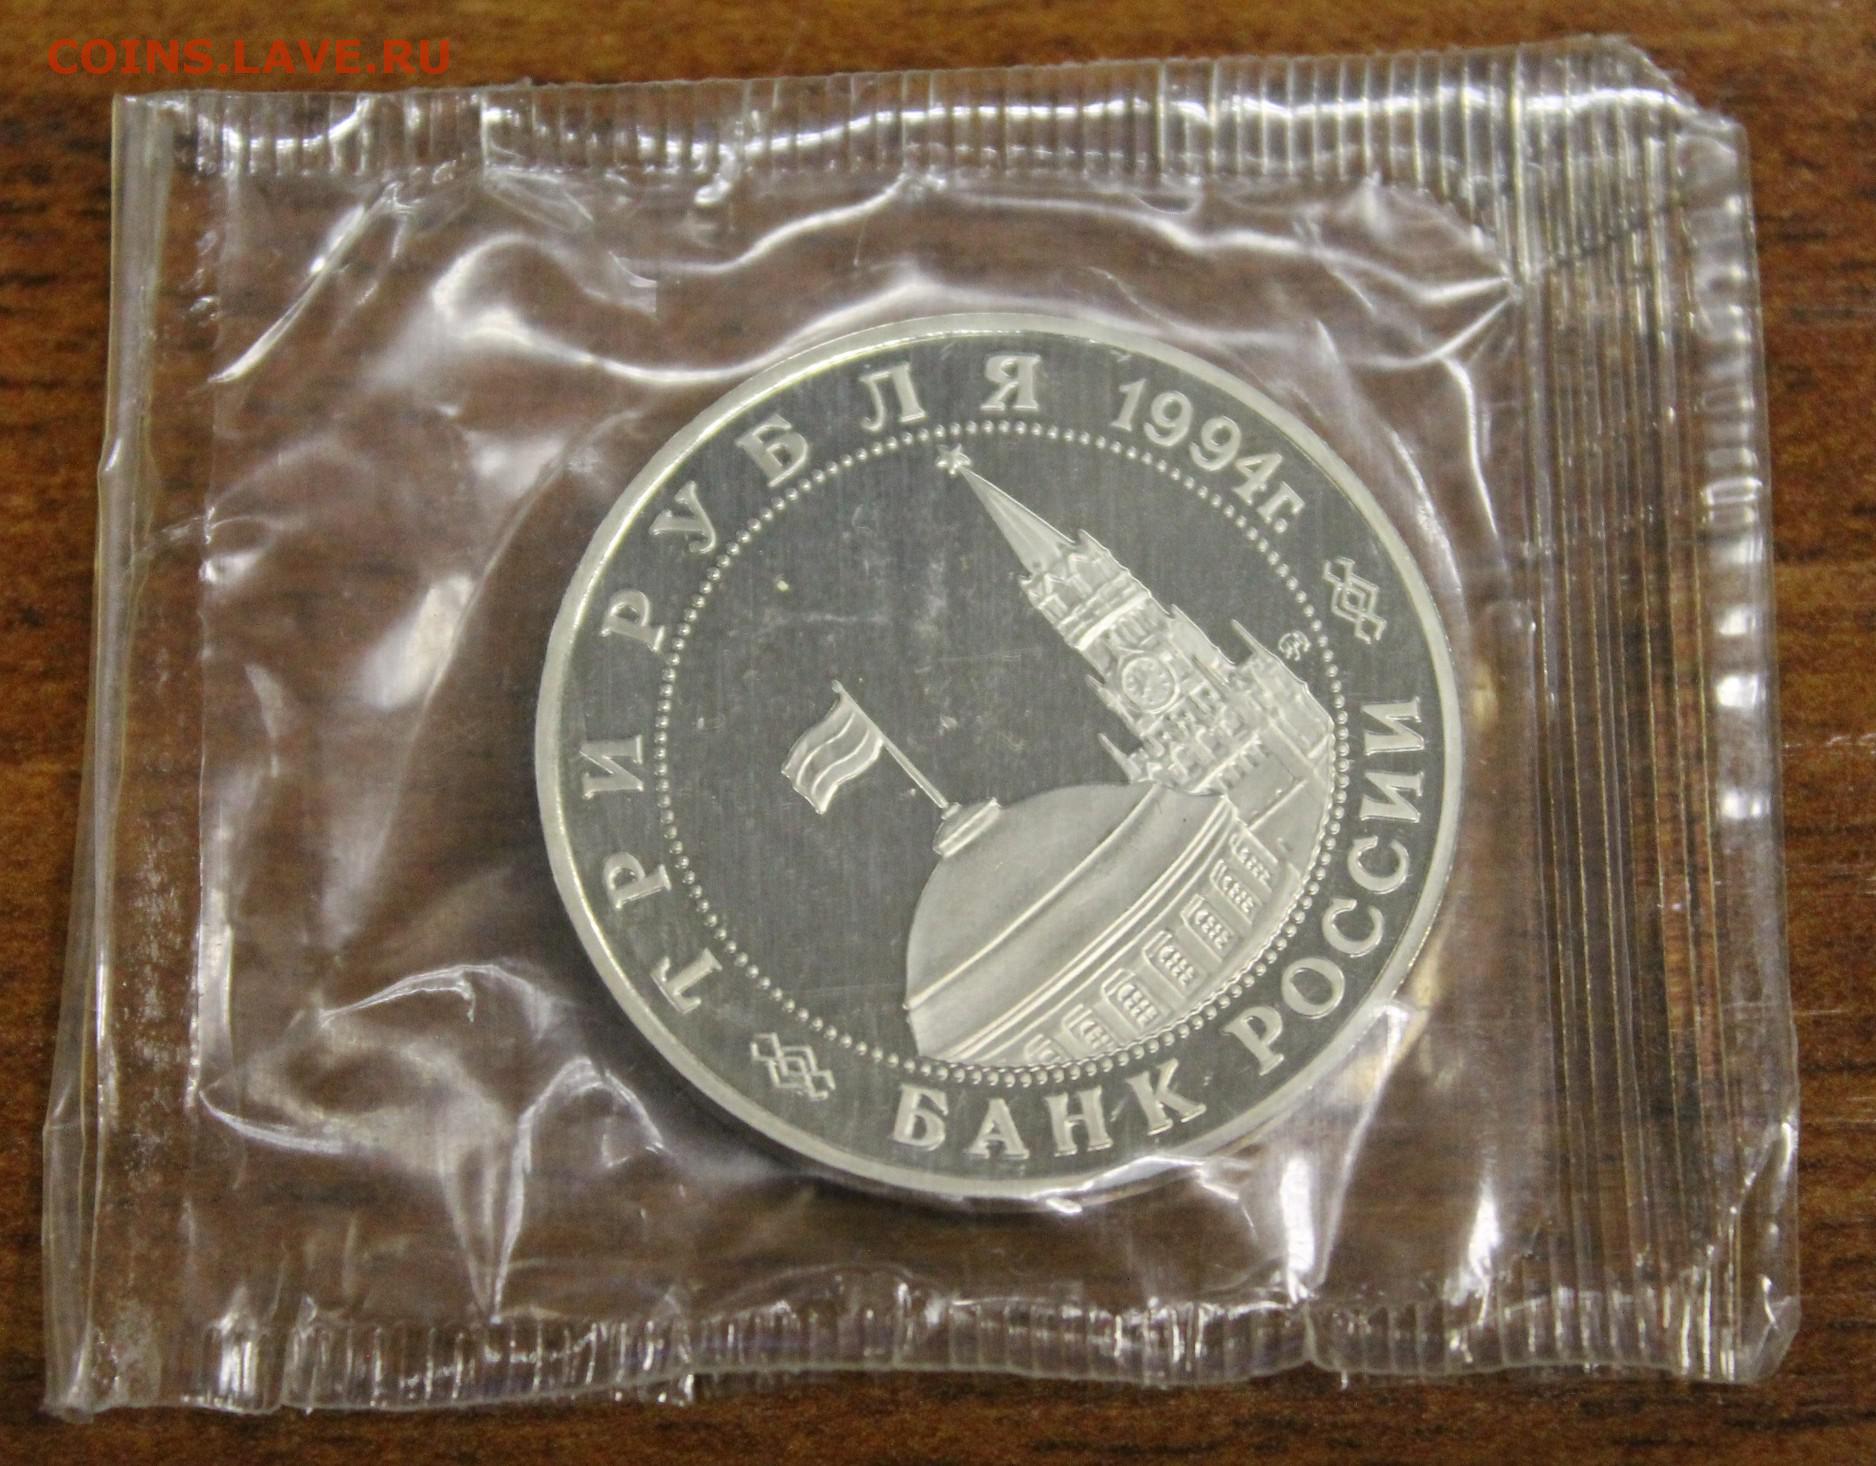 COINS.LAVE.RU
ТРИ РУБЛЯ 1994г.
БАНК РОССИИ